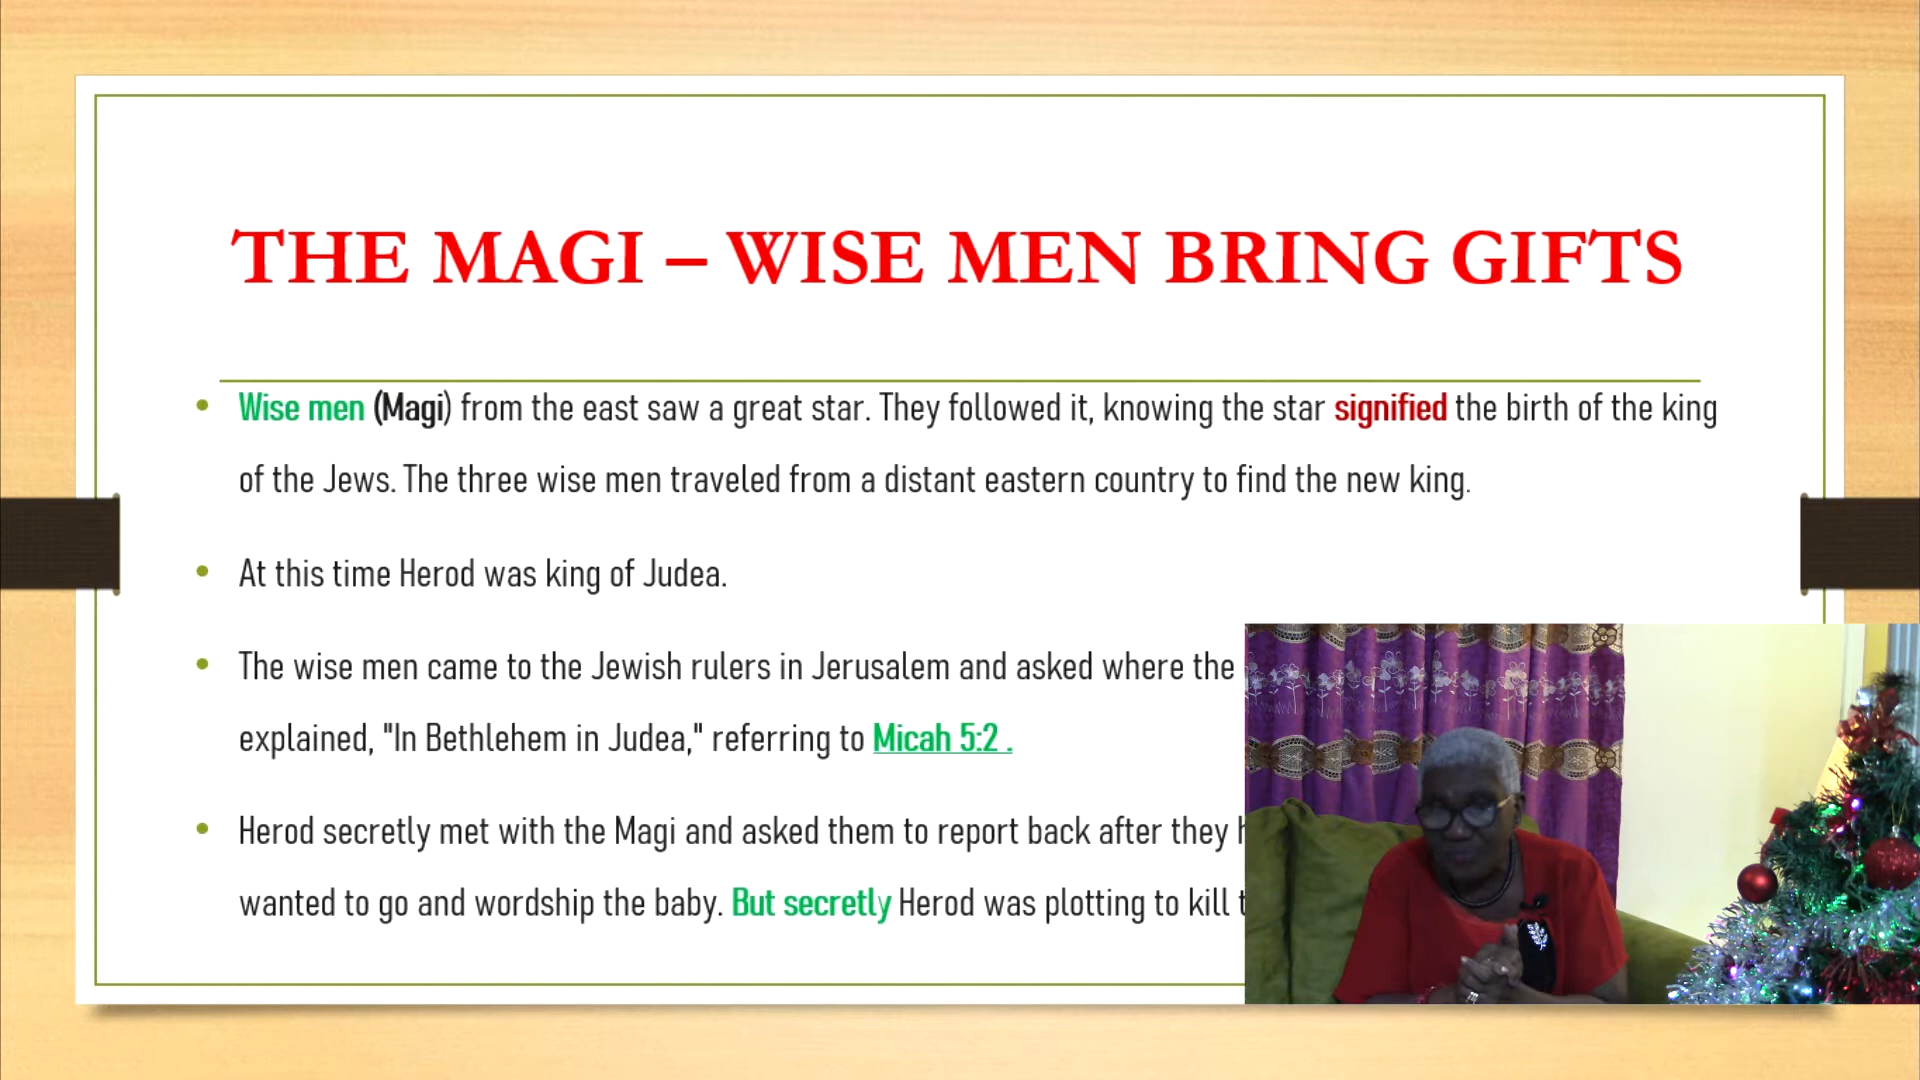 THE MAGI – WISE MEN BRING GIFTS
Wise men (Magi) from the east saw a great star. They followed it, knowing the star signified the birth of the king
of the Jews. The three wise men traveled from a distant eastern country to find the new king.
At this time Herod was king of Judea.
The wise men came to the Jewish rulers in Jerusalem and asked where the
explained, "In Bethlehem in Judea," referring to Micah 5:2 .
Herod secretly met with the Magi and asked them to report back after they
wanted to go and wordship the baby. But secretly Herod was plotting to kill